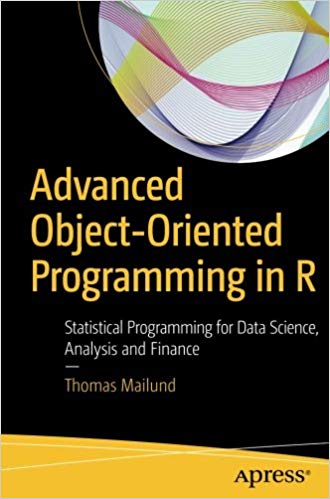 Advanced
Object-Oriented
Programming in R
Statistical Programming for Data Science,
Analysis and Finance
—
Thomas Mailund
Apress®